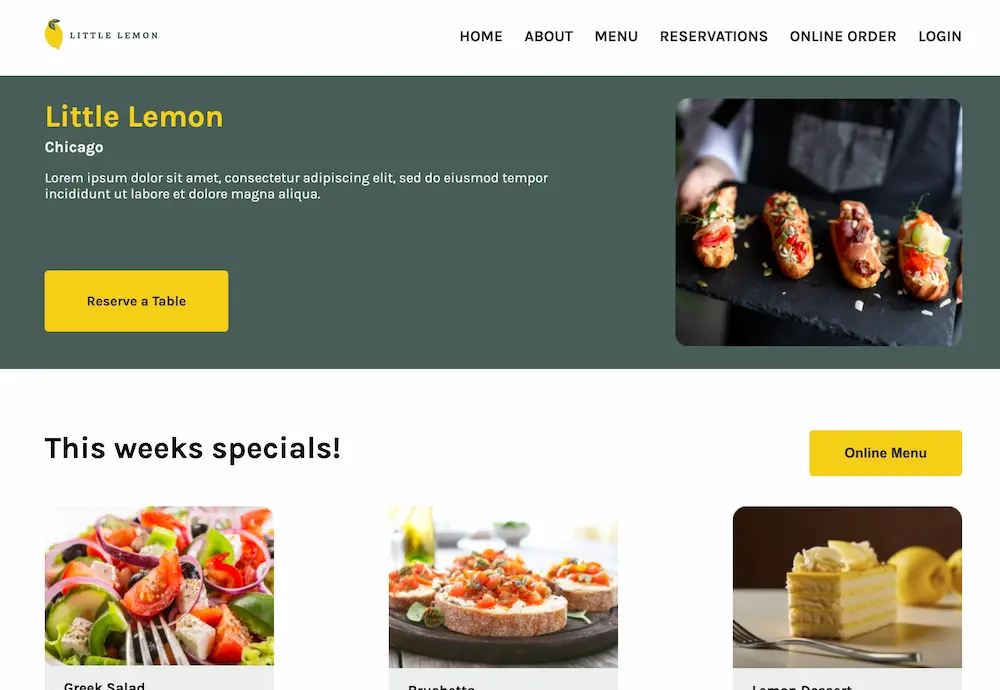 LITTLE LEMON
HOME ABOUT MENU RESERVATIONS ONLINE ORDER LOGIN
Little Lemon
Chicago
Lorem ipsum dolor sit amet, consectetur adipiscing elit, sed do eiusmod tempor
incididunt ut labore et dolore magna aliqua.
Reserve a Table
This weeks specials!
Online Menu
Greek Salad Bruchetta Lemon Dessert